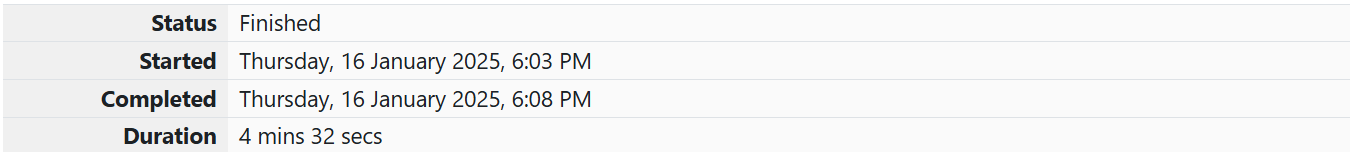 Status Finished
Started Thursday, 16 January 2025, 6:03 PM
Completed Thursday, 16 January 2025, 6:08 PM
Duration 4 mins 32 secs